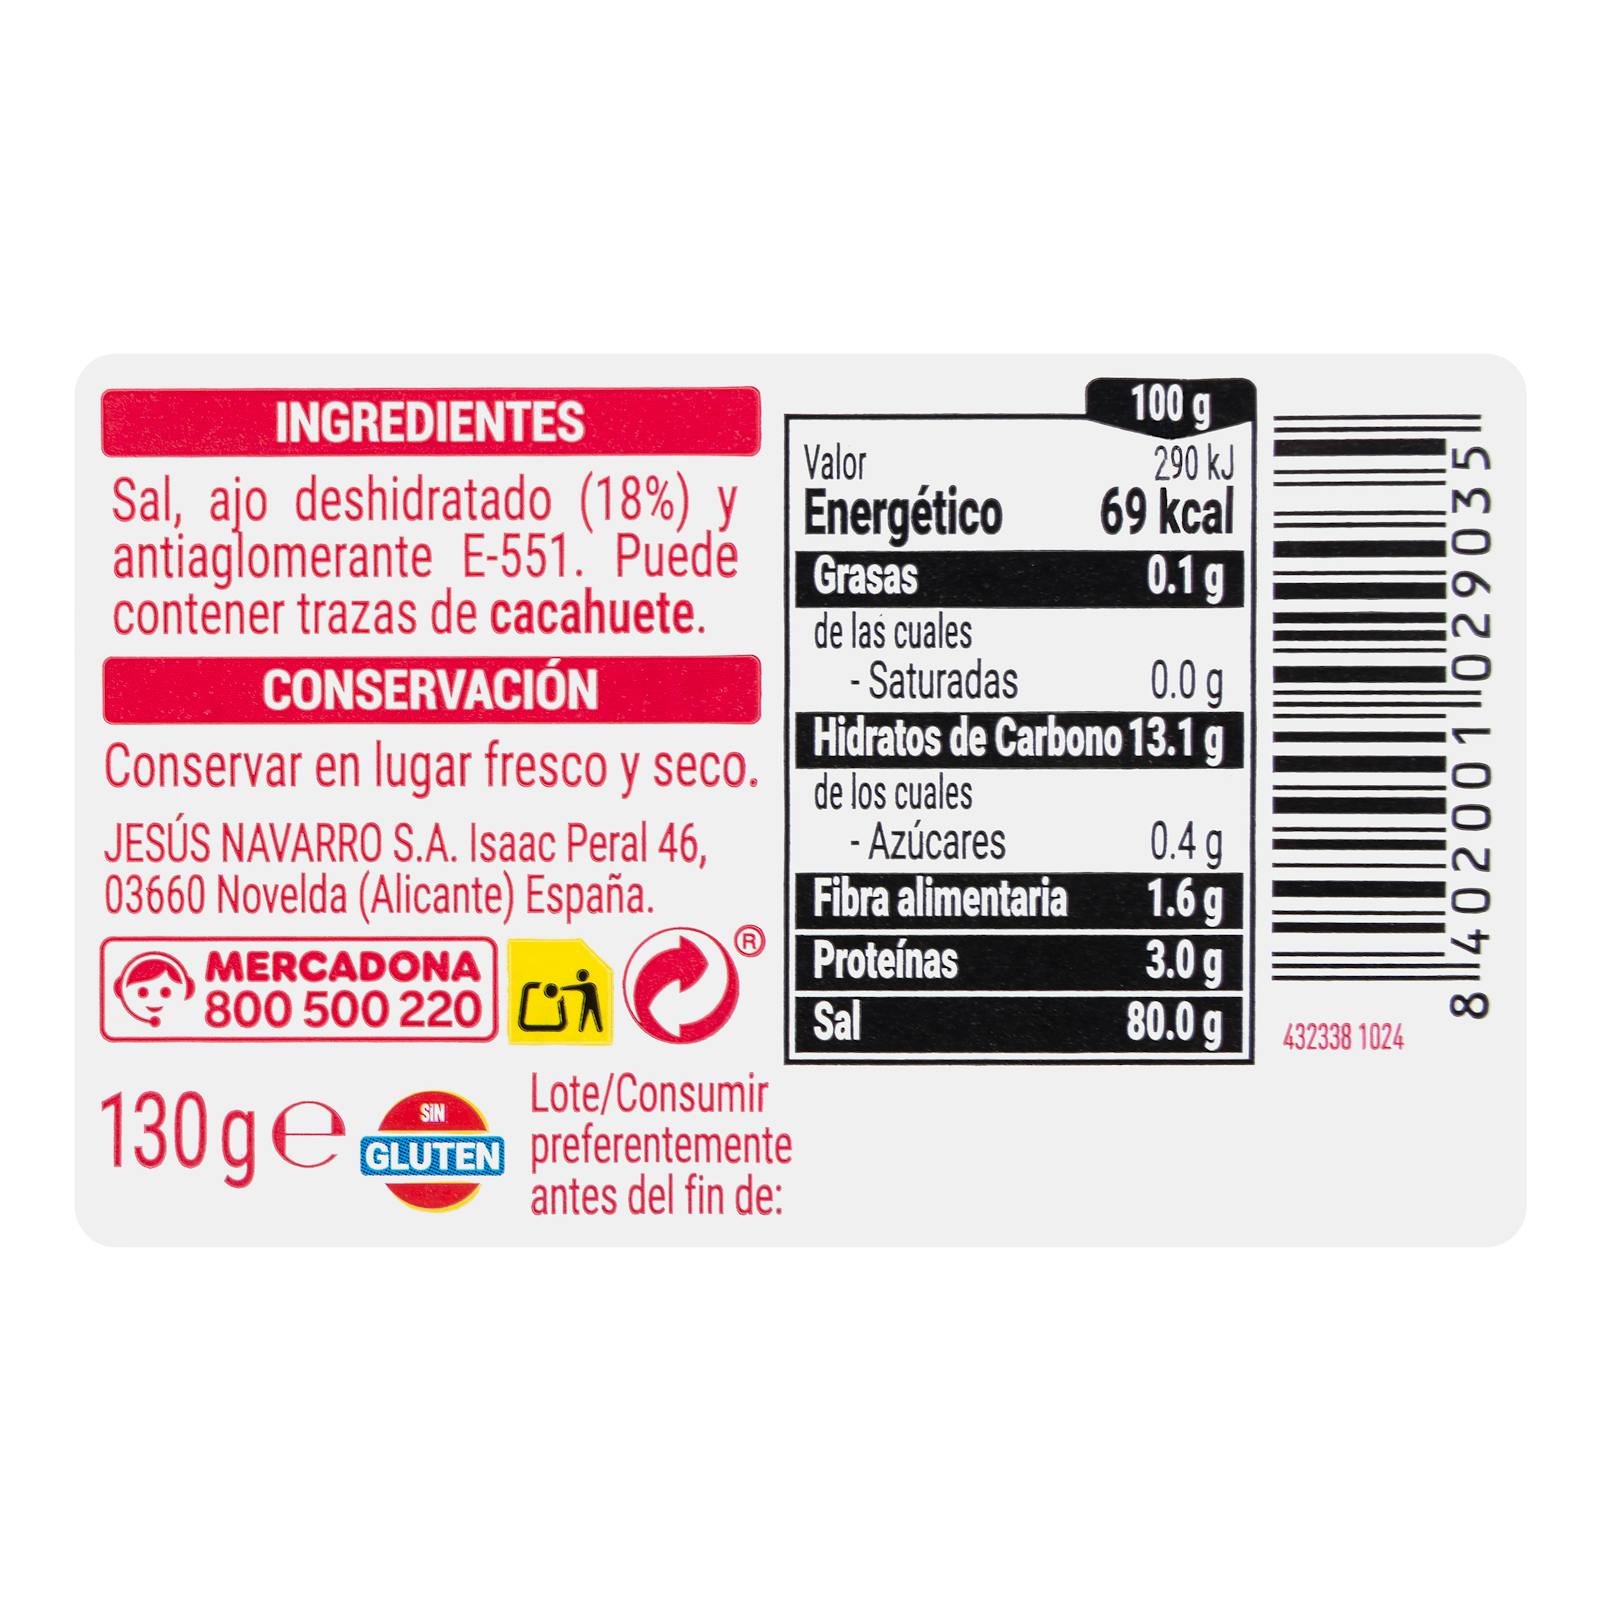 INGREDIENTES
Sal, ajo deshidratado (18%) y
antiaglomerante E-551. Puede
contener trazas de cacahuete.
CONSERVACIÓN
Conservar en lugar fresco y seco.
JESÚS NAVARRO S.A. Isaac Peral 46,
03660 Novelda (Alicante) España.
MERCADONA
800 500 220
®
130 g ℮
SIN
GLUTEN
Lote/Consumir
preferentemente
antes del fin de:
100 g
Valor 290 kJ
Energético 69 kcal
Grasas 0.1 g
de las cuales
- Saturadas 0.0 g
Hidratos de Carbono 13.1 g
de los cuales
- Azúcares 0.4 g
Fibra alimentaria 1.6 g
Proteínas 3.0 g
Sal 80.0 g
8 402001 029035
432338 1024